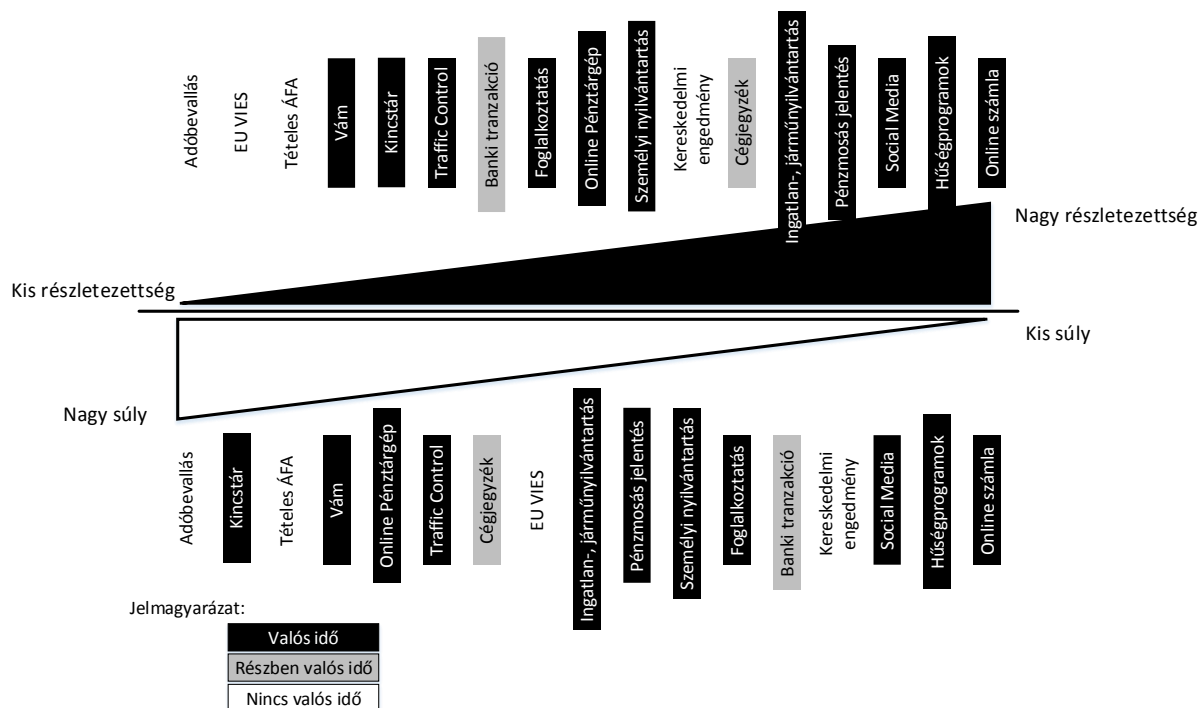 Adóbevallás
EU VIES
Tételes ÁFA
Vám
Kincstár
Traffic Control
Banki tranzakció
Foglalkoztatás
Online Pénztárgép
Személyi nyilvántartás
Kereskedelmi
engedmény
Cégjegyzék
Ingatlan-, járműnyilvántartás
Pénzmosás jelentés
Social Media
Hűségprogramok
Online számla
Nagy részletezettség
Kis részletezettség
Kis súly
Nagy súly
Adóbevallás
Kincstár
Tételes ÁFA
Vám
Online Pénztárgép
Traffic Control
Cégjegyzék
EU VIES
Ingatlan-, járműnyilvántartás
Pénzmosás jelentés
Személyi nyilvántartás
Foglalkoztatás
Banki tranzakció
Kereskedelmi
engedmény
Social Media
Hűségprogramok
Online számla
Jelmagyarázat:
Valós idő
Részben valós idő
Nincs valós idő